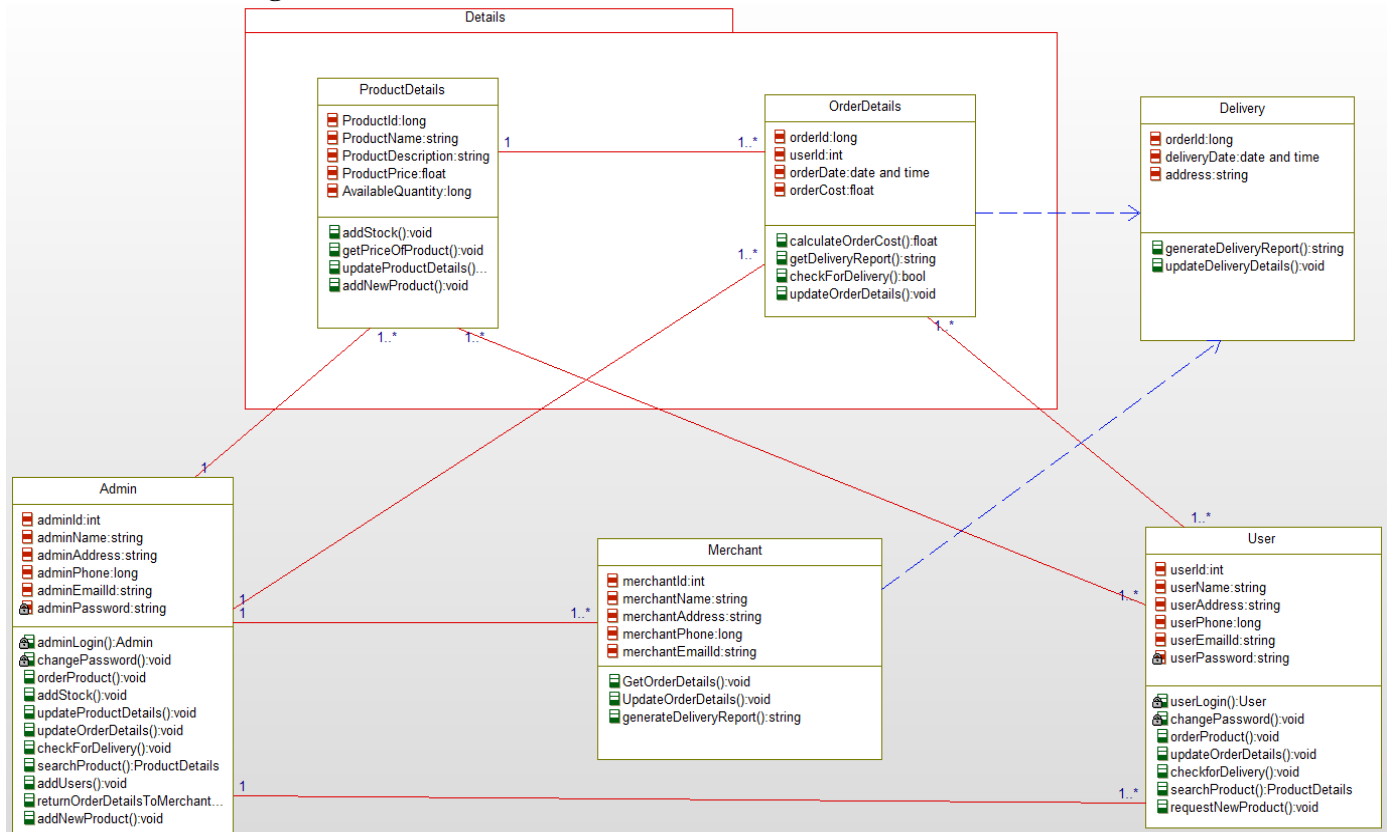 Details
ProductDetails
ProductId:long
ProductName:string
ProductDescription:string
ProductPrice:float
AvailableQuantity:long
addStock():void
getPriceOfProduct():void
updateProductDetails()...
addNewProduct():void
1
1..*
OrderDetails
orderId:long
userId:int
orderDate:date and time
orderCost:float
calculateOrderCost():float
getDeliveryReport():string
checkForDelivery():bool
updateOrderDetails():void
Delivery
orderId:long
deliveryDate:date and time
address:string
generateDeliveryReport():string
updateDeliveryDetails():void
1..*
1..*
1..*
1..*
1
1..*
Admin
adminId:int
adminName:string
adminAddress:string
adminPhone:long
adminEmailId:string
adminPassword:string
adminLogin():Admin
changePassword():void
orderProduct():void
addStock():void
updateProductDetails():void
updateOrderDetails():void
checkForDelivery():void
searchProduct():ProductDetails
addUsers():void
returnOrderDetailsToMerchant...
addNewProduct():void
1
1
1..*
Merchant
merchantId:int
merchantName:string
merchantAddress:string
merchantPhone:long
merchantEmailId:string
GetOrderDetails():void
UpdateOrderDetails():void
generateDeliveryReport():string
1..*
User
userId:int
userName:string
userAddress:string
userPhone:long
userEmailId:string
userPassword:string
userLogin():User
changePassword():void
orderProduct():void
updateOrderDetails():void
checkforDelivery():void
searchProduct():ProductDetails
requestNewProduct():void
1
1..*